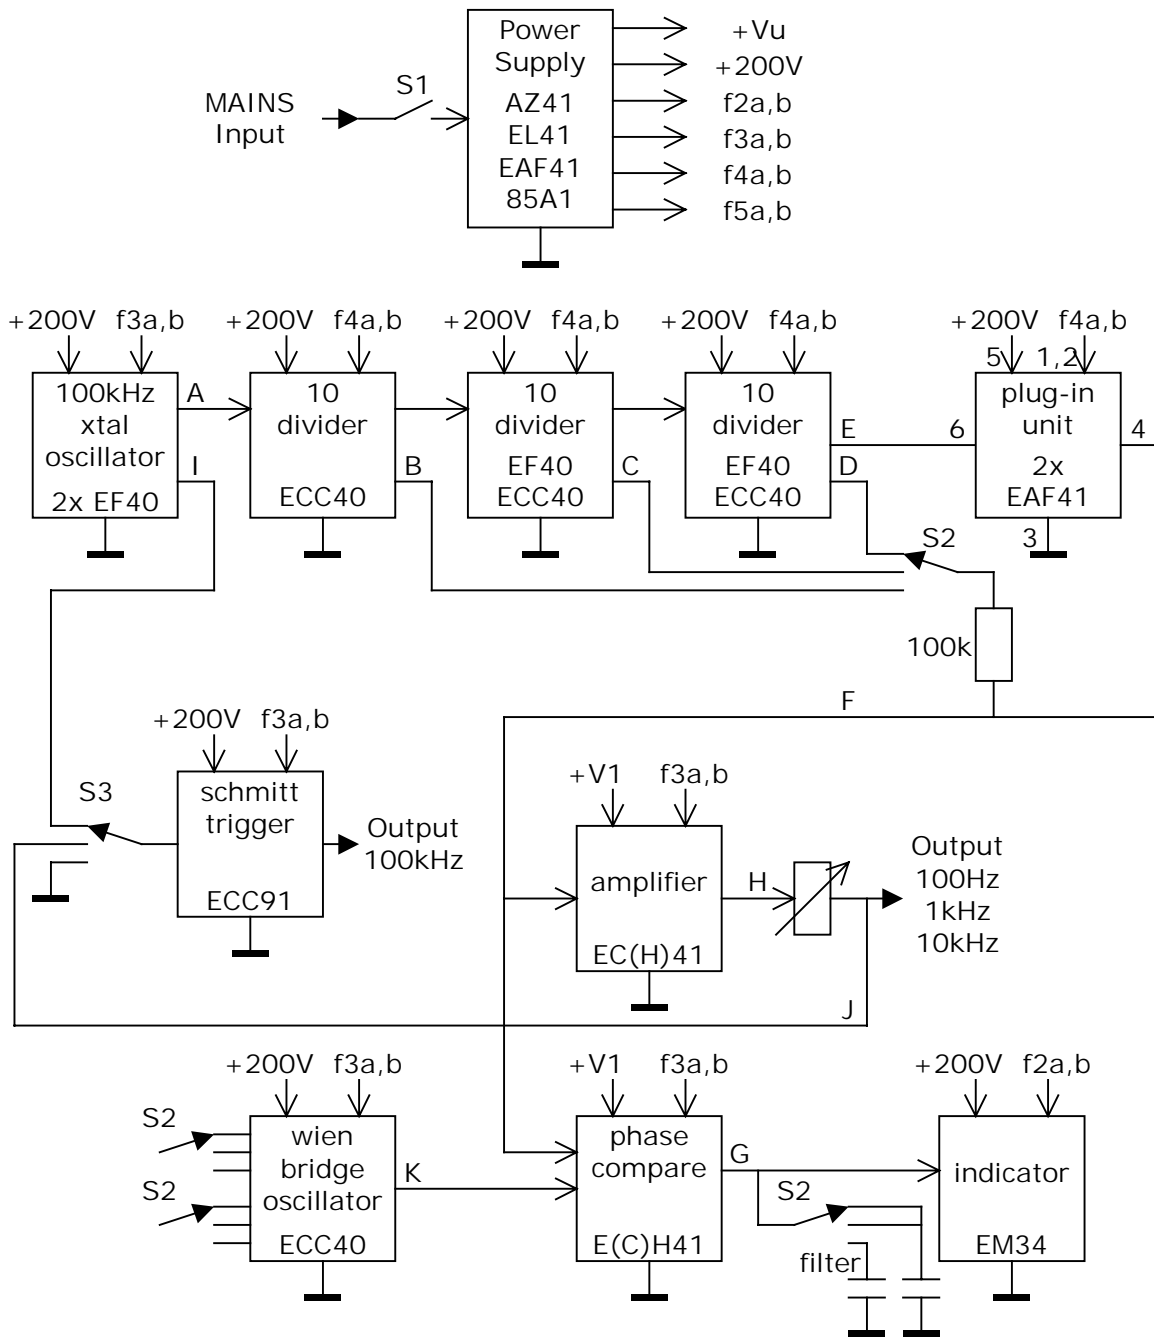 Power
Supply
AZ41
EL41
EAF41
85A1
+Vu
+200V
f2a,b
f3a,b
f4a,b
f5a,b
MAINS
Input
S1
+200V f3a,b
+200V f4a,b
+200V f4a,b
+200V f4a,b
+200V f4a,b
5 1,2
100kHz
xtal
oscillator
2x EF40
A
I
10
divider
ECC40
B
10
divider
EF40
ECC40
C
10
divider
EF40
ECC40
E
D
6
plug-in
unit
2x
EAF41
4
3
S2
100k
F
+200V f3a,b
S3
schmitt
trigger
ECC91
Output
100kHz
+V1 f3a,b
amplifier
EC(H)41
H
Output
100Hz
1kHz
10kHz
J
+200V f3a,b
S2
S2
wien
bridge
oscillator
ECC40
K
+V1 f3a,b
phase
compare
E(C)H41
G
S2
filter
+200V f2a,b
indicator
EM34